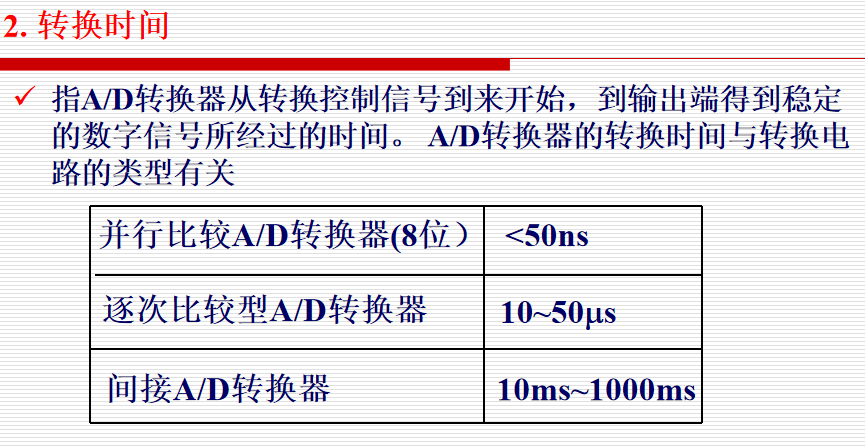 2. 转换时间
✓ 指A/D转换器从转换控制信号到来开始，到输出端得到稳定
的数字信号所经过的时间。 A/D转换器的转换时间与转换电
路的类型有关
并行比较A/D转换器(8位） <50ns
逐次比较型A/D转换器 10~50μs
间接A/D转换器 10ms~1000ms